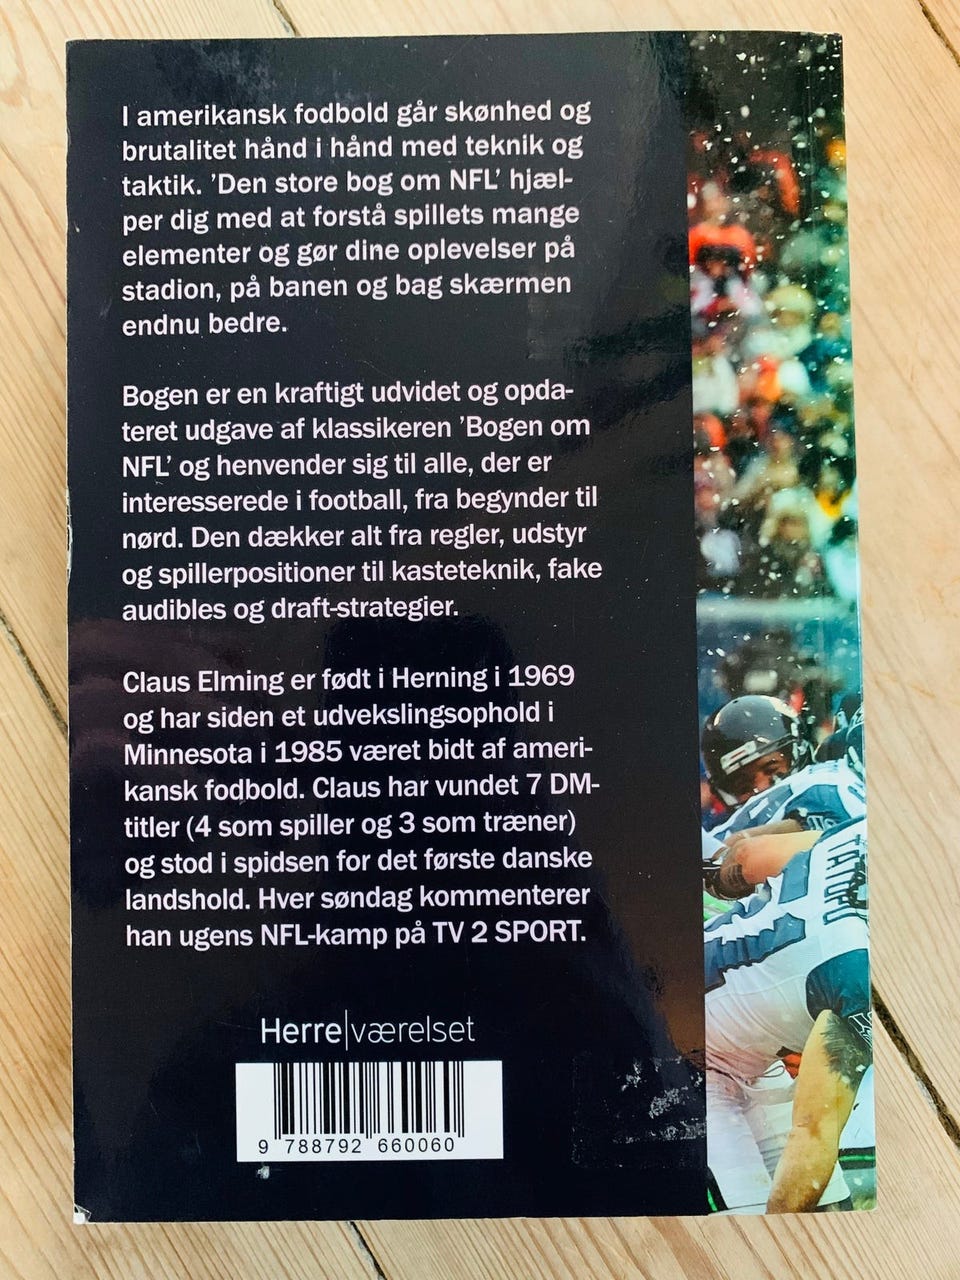 I amerikansk fodbold går skønhed og
brutalitet hånd i hånd med teknik og
taktik. ’Den store bog om NFL’ hjæl-
per dig med at forstå spillets mange
elementer og gør dine oplevelser på
stadion, på banen og bag skærmen
endnu bedre.
Bogen er en kraftigt udvidet og opda-
teret udgave af klassikeren ’Bogen om
NFL’ og henvender sig til alle, der er
interesserede i football, fra begynder til
nørd. Den dækker alt fra regler, udstyr
og spillerpositioner til kasteteknik, fake
audibles og draft-strategier.
Claus Elming er født i Herning i 1969
og har siden et udvekslingsophold i
Minnesota i 1985 været bidt af ameri-
kansk fodbold. Claus har vundet 7 DM-
titler (4 som spiller og 3 som træner)
og stod i spidsen for det første danske
landshold. Hver søndag kommenterer
han ugens NFL-kamp på TV 2 SPORT.
Herre|værelset
9 788792 660060
TATUPU